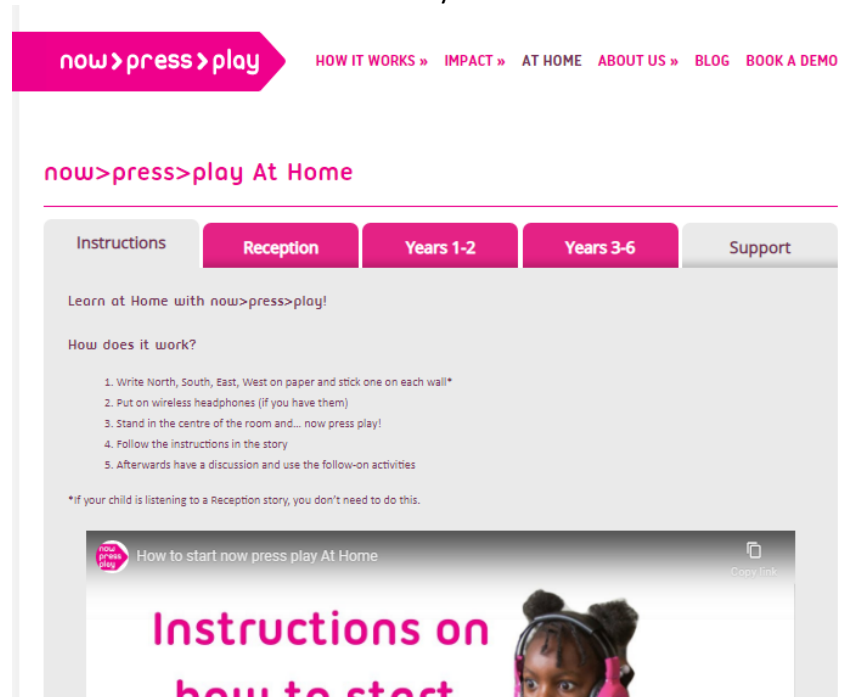 now>press>play
HOW IT WORKS » IMPACT » AT HOME ABOUT US » BLOG BOOK A DEMO
now>press>play At Home
Instructions Reception Years 1-2 Years 3-6 Support
Learn at Home with now>press>play!
How does it work?
1. Write North, South, East, West on paper and stick one on each wall*
2. Put on wireless headphones (if you have them)
3. Stand in the centre of the room and... now press play!
4. Follow the instructions in the story
5. Afterwards have a discussion and use the follow-on activities
*If your child is listening to a Reception story, you don't need to do this.
now
press
play
How to start now press play At Home
Copy link
Instructions on
how to start